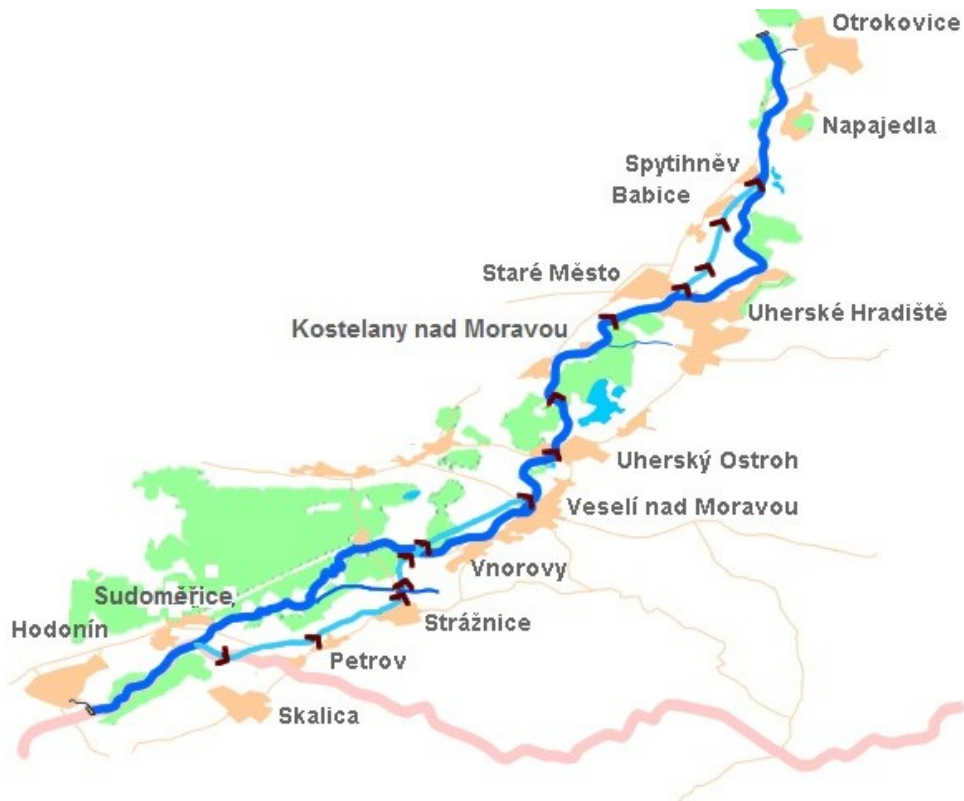 Otrokovice
Napajedla
Spytihněv
Babice
Staré Město
Uherské Hradiště
Kostelany nad Moravou
Uherský Ostroh
Veselí nad Moravou
Vnorovy
Sudoměřice,
Strážnice
Hodonín
Petrov
Skalica